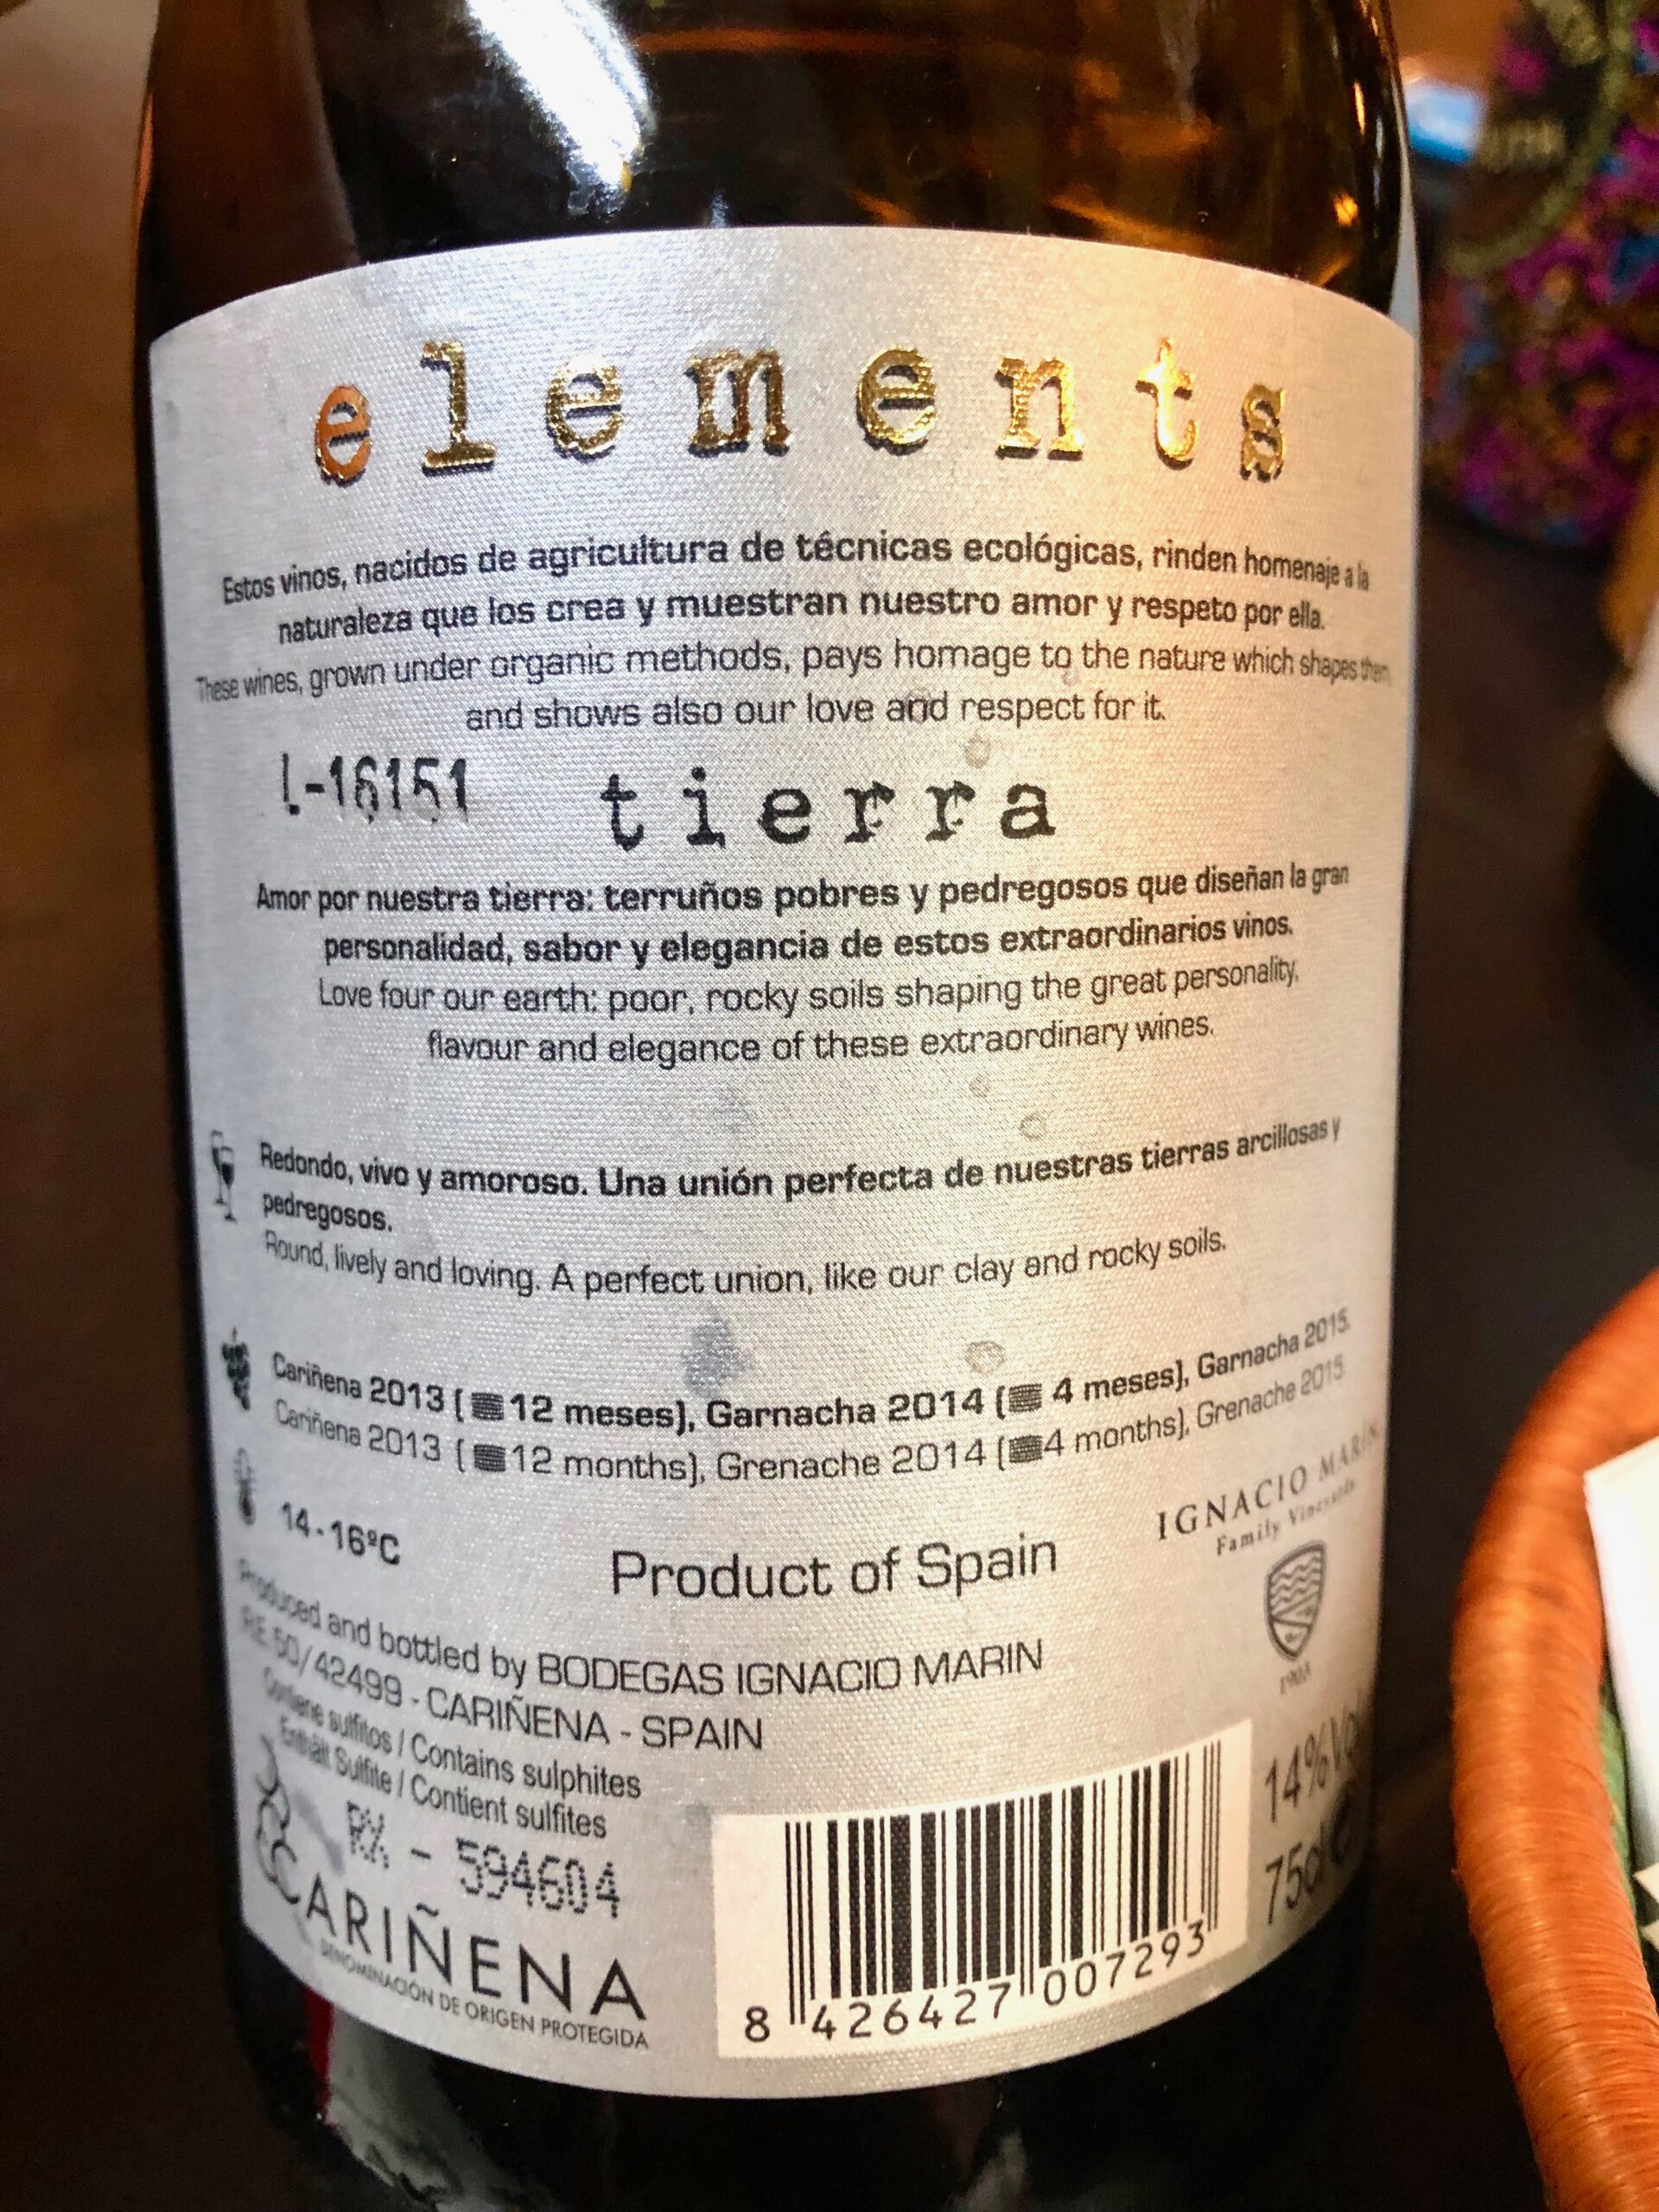 elements
Estos vinos, nacidos de agricultura de técnicas ecológicas, rinden homenaje a la
naturaleza que los crea y muestran nuestro amor y respeto por ella.
These wines, grown under organic methods, pays homage to the nature which shapes them
and shows also our love and respect for it.
L-16151
tierra
Amor por nuestra tierra: terruños pobres y pedregosos que diseñan la gran
personalidad, sabor y elegancia de estos extraordinarios vinos.
Love four our earth: poor, rocky soils shaping the great personality,
flavour and elegance of these extraordinary wines.
Redondo, vivo y amoroso. Una unión perfecta de nuestras tierras arcillosas y
pedregosos.
Round, lively and loving. A perfect union, like our clay and rocky soils.
Cariñena 2013 ( 12 meses), Garnacha 2014 ( 4 meses), Garnacha 2015.
Cariñena 2013 ( 12 months), Grenache 2014 ( 4 months), Grenache 2015
14-16ºC
Product of Spain
IGNACIO MARÍN
Family Vineyards
Produced and bottled by BODEGAS IGNACIO MARIN
RE 50/42499 - CARIÑENA - SPAIN
Contiene sulfitos / Contains sulphites
Enthält Sulfite / Contient sulfites
RX - 594604
CARIÑENA
DENOMINACIÓN DE ORIGEN PROTEGIDA
8 426427 007293
14%Vol
75cl